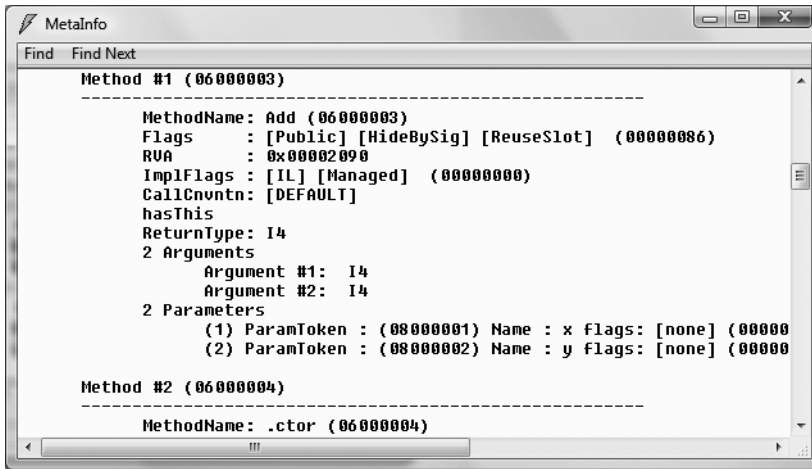 MetaInfo
Find Find Next
Method #1 (06000003)
-------------------------------------------------------
MethodName: Add (06000003)
Flags : [Public] [HideBySig] [ReuseSlot] (00000086)
RVA : 0x00002090
ImplFlags : [IL] [Managed] (00000000)
CallCnvntn: [DEFAULT]
hasThis
ReturnType: I4
2 Arguments
Argument #1: I4
Argument #2: I4
2 Parameters
(1) ParamToken : (08000001) Name : x flags: [none] (00000
(2) ParamToken : (08000002) Name : y flags: [none] (00000
Method #2 (06000004)
-------------------------------------------------------
MethodName: .ctor (06000004)